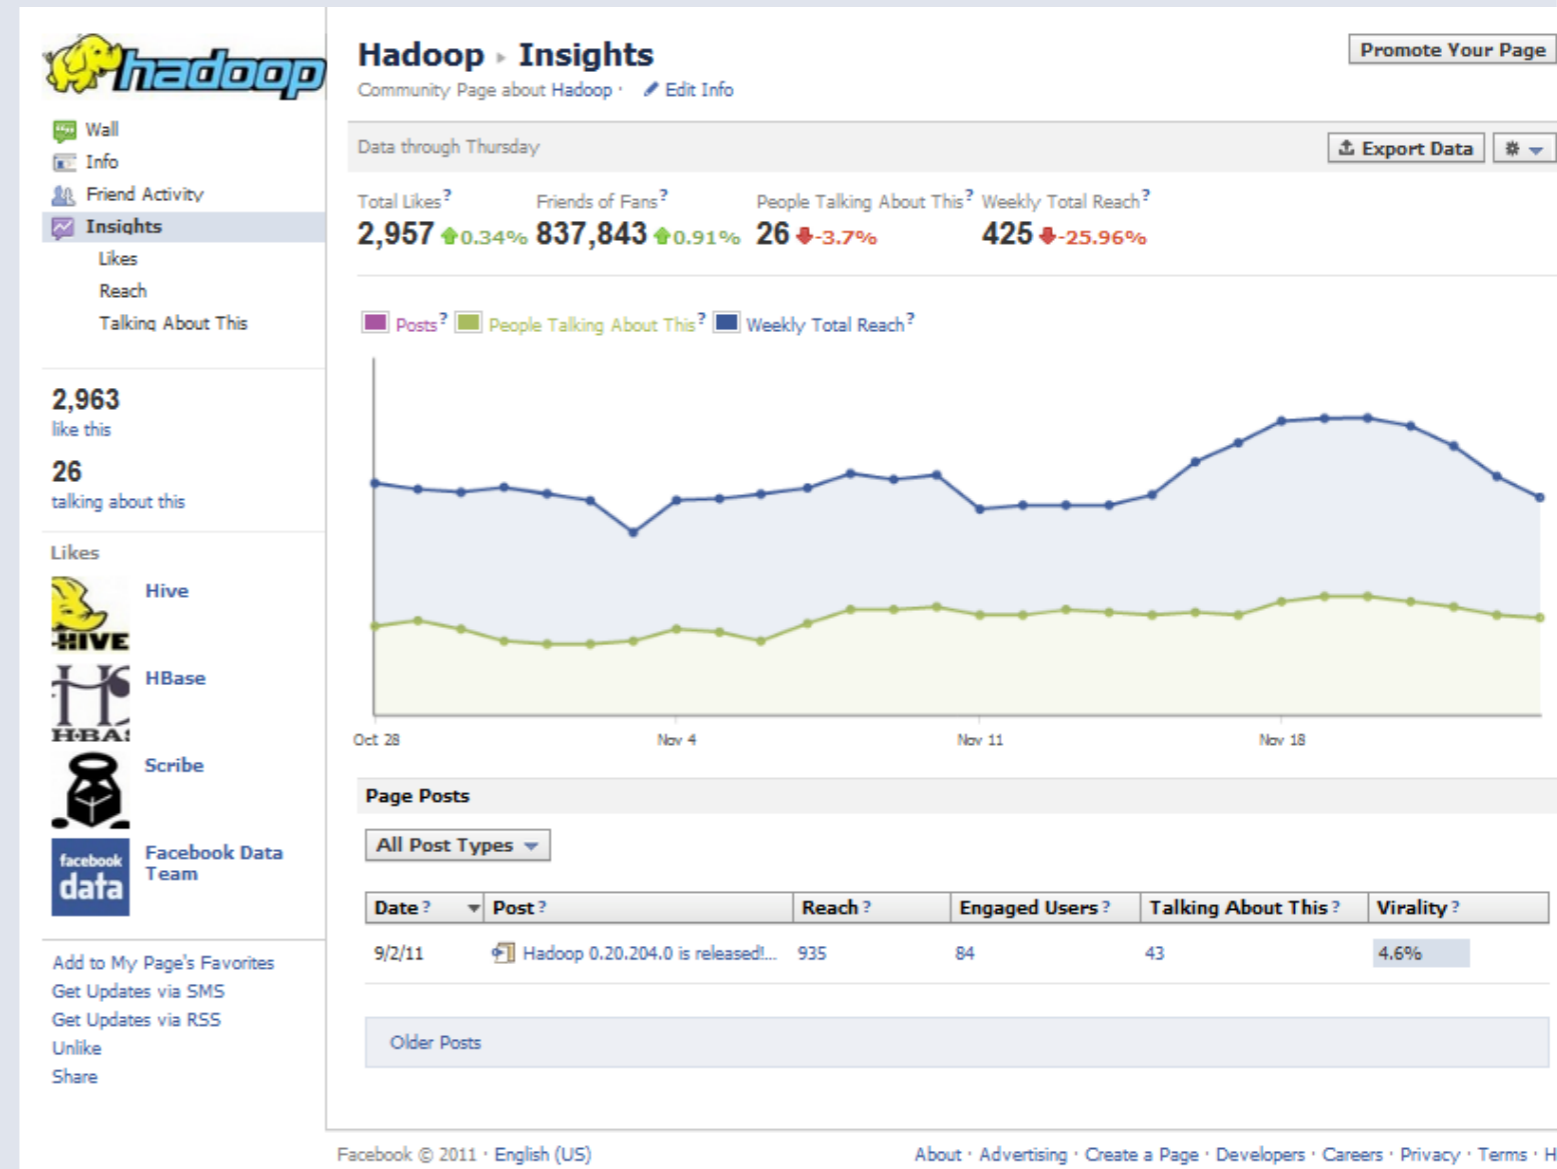 hadoop
Wall
Info
Friend Activity
Insights
Likes
Reach
Talking About This
2,963
like this
26
talking about this
Likes
HIVE
Hive
H·BA
HBase
Scribe
facebook
data
Facebook Data
Team
Add to My Page's Favorites
Get Updates via SMS
Get Updates via RSS
Unlike
Share
Hadoop ▸ Insights
Promote Your Page
Community Page about Hadoop · Edit Info
Data through Thursday
Export Data
Total Likes? Friends of Fans? People Talking About This? Weekly Total Reach?
2,957 0.34% 837,843 0.91% 26 -3.7% 425 -25.96%
Posts? People Talking About This? Weekly Total Reach?
Oct 28 Nov 4 Nov 11 Nov 18
Page Posts
All Post Types
Date? Post? Reach? Engaged Users? Talking About This? Virality?
9/2/11 Hadoop 0.20.204.0 is released!... 935 84 43 4.6%
Older Posts
Facebook © 2011 · English (US)
About · Advertising · Create a Page · Developers · Careers · Privacy · Terms · H